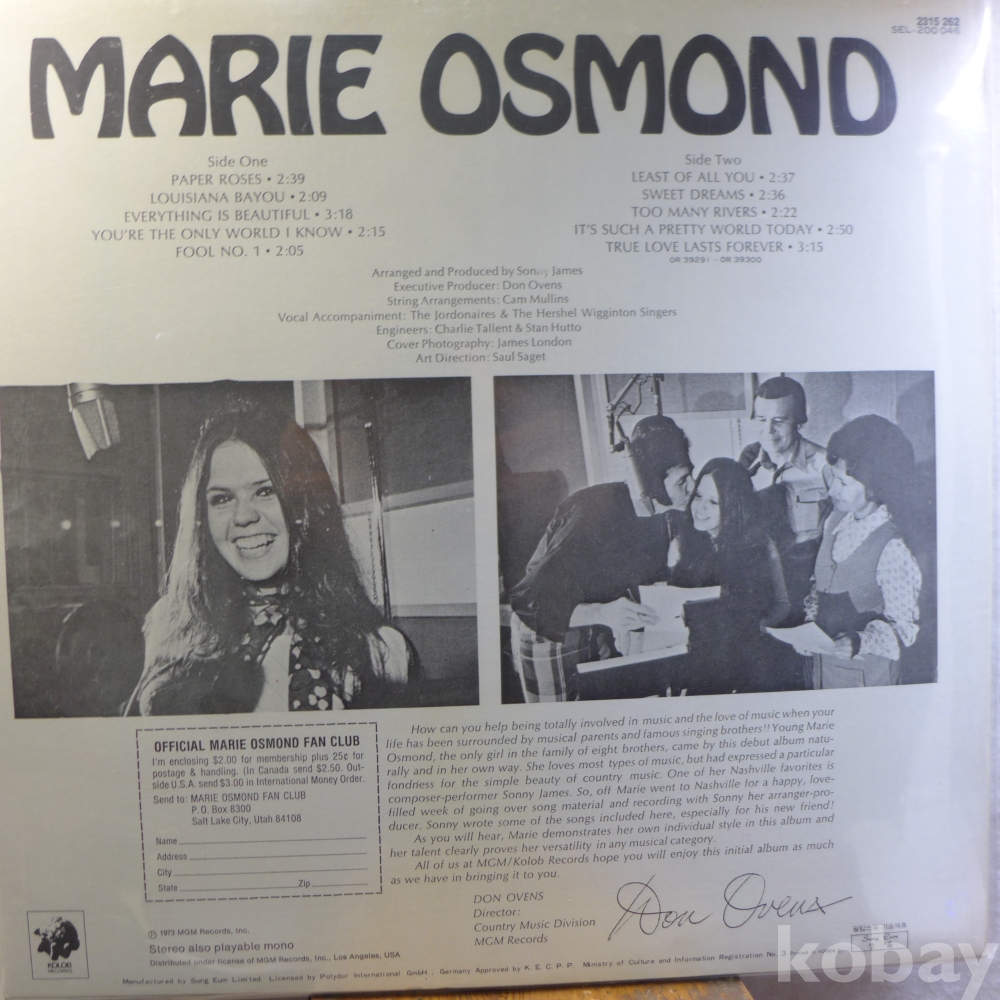 2315 262
SEL-200 046
MARIE OSMOND
Side One
PAPER ROSES • 2:39
LOUISIANA BAYOU • 2:09
EVERYTHING IS BEAUTIFUL • 3:18
YOU'RE THE ONLY WORLD I KNOW • 2:15
FOOL NO. 1 • 2:05
Side Two
LEAST OF ALL YOU • 2:37
SWEET DREAMS • 2:36
TOO MANY RIVERS • 2:22
IT'S SUCH A PRETTY WORLD TODAY • 2:50
TRUE LOVE LASTS FOREVER • 3:15
OR 39291 - OR 39300
Arranged and Produced by Sonny James
Executive Producer: Don Ovens
String Arrangements: Cam Mullins
Vocal Accompaniment: The Jordonaires & The Hershel Wigginton Singers
Engineers: Charlie Tallent & Stan Hutto
Cover Photography: James London
Art Direction: Saul Saget
OFFICIAL MARIE OSMOND FAN CLUB
I'm enclosing $2.00 for membership plus 25¢ for
postage & handling. (In Canada send $2.50. Out-
side U.S.A. send $3.00 in International Money Order.
Send to: MARIE OSMOND FAN CLUB
P. O. Box 8300
Salt Lake City, Utah 84108
Name
Address
City
State Zip
How can you help being totally involved in music and the love of music when your
life has been surrounded by musical parents and famous singing brothers!! Young Marie
Osmond, the only girl in the family of eight brothers, came by this debut album natu-
rally and in her own way. She loves most types of music, but had expressed a particular
fondness for the simple beauty of country music. One of her Nashville favorites is
composer-performer Sonny James. So, off Marie went to Nashville for a happy, love-
filled week of going over song material and recording with Sonny her arranger-pro-
ducer. Sonny wrote some of the songs included here, especially for his new friend!
As you will hear, Marie demonstrates her own individual style in this album and
her talent clearly proves her versatility in any musical category.
All of us at MGM/Kolob Records hope you will enjoy this initial album as much
as we have in bringing it to you.
DON OVENS
Director:
Country Music Division
MGM Records
Don Ovens
KOLOB
RECORDS
℗ 1973 MGM Records, Inc.
Stereo also playable mono
Distributed under license of MGM Records, Inc., Los Angeles, USA
Manufactured by Sung Eum Limited. Licensed by Polydor International GmbH., Germany Approved by K. E. C. P. P. Ministry of Culture and Information Registration No. 3
Sung Eum
kobay